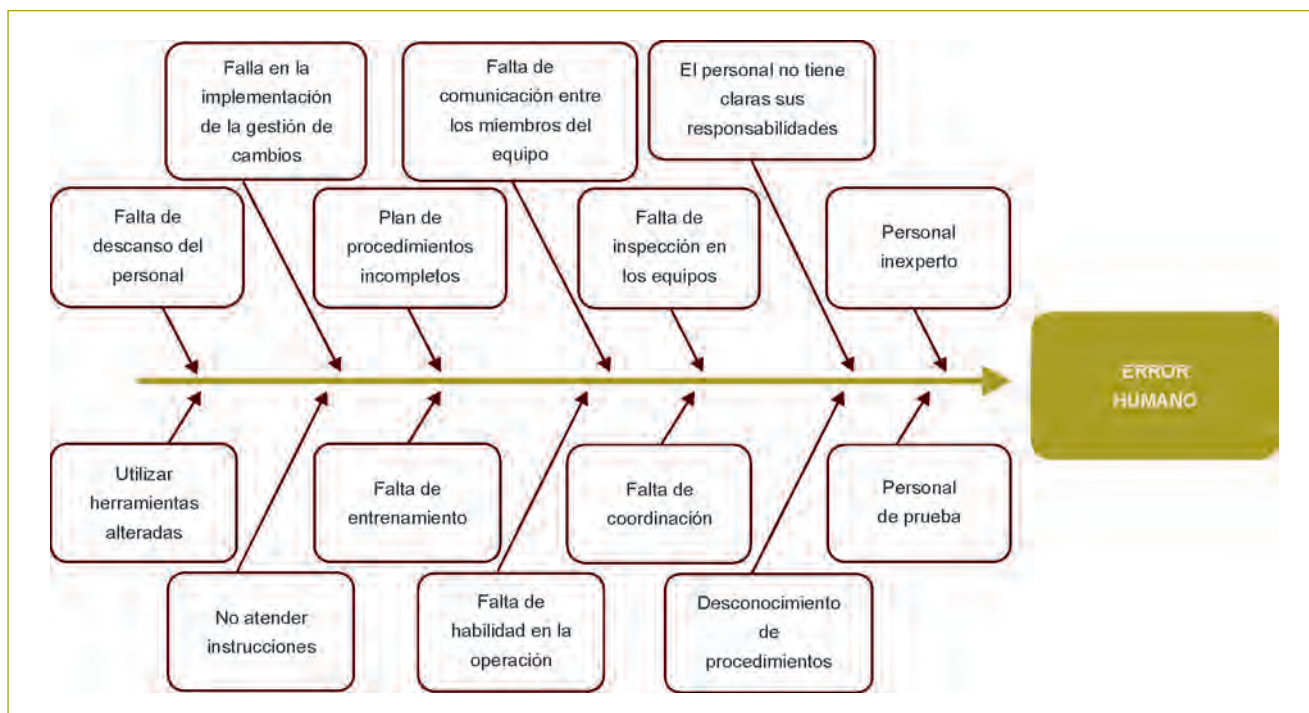 Falla en la
implementación
de la gestión de
cambios
Falta de
comunicación entre
los miembros del
equipo
El personal no tiene
claras sus
responsabilidades
Falta de
descanso del
personal
Plan de
procedimientos
incompletos
Falta de
inspección en
los equipos
Personal
inexperto
ERROR
HUMANO
Utilizar
herramientas
alteradas
Falta de
entrenamiento
Falta de
coordinación
Personal
de prueba
No atender
instrucciones
Falta de
habilidad en la
operación
Desconocimiento
de
procedimientos